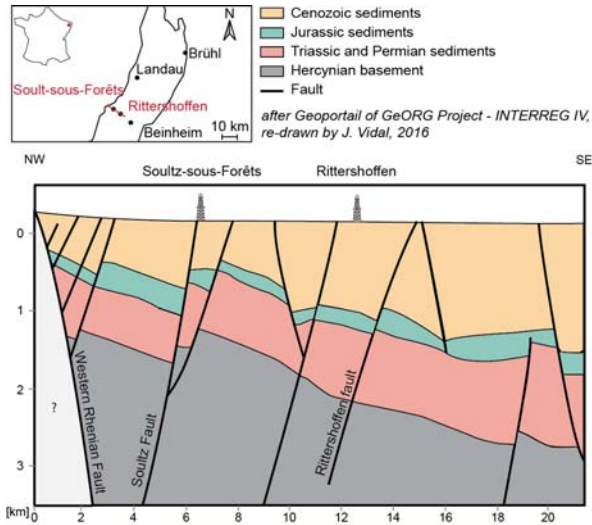 N
Brühl
Landau
Soult-sous-Forêts
Rittershoffen
Beinheim
10 km
Cenozoic sediments
Jurassic sediments
Triassic and Permian sediments
Hercynian basement
Fault
after Geoportail of GeORG Project - INTERREG IV,
re-drawn by J. Vidal, 2016
NW
Soultz-sous-Forêts
Rittershoffen
SE
0
1
2
3
?
Western Rhenian Fault
Soultz Fault
Rittershoffen fault
[km]
0
2
4
6
8
10
12
14
16
18
20